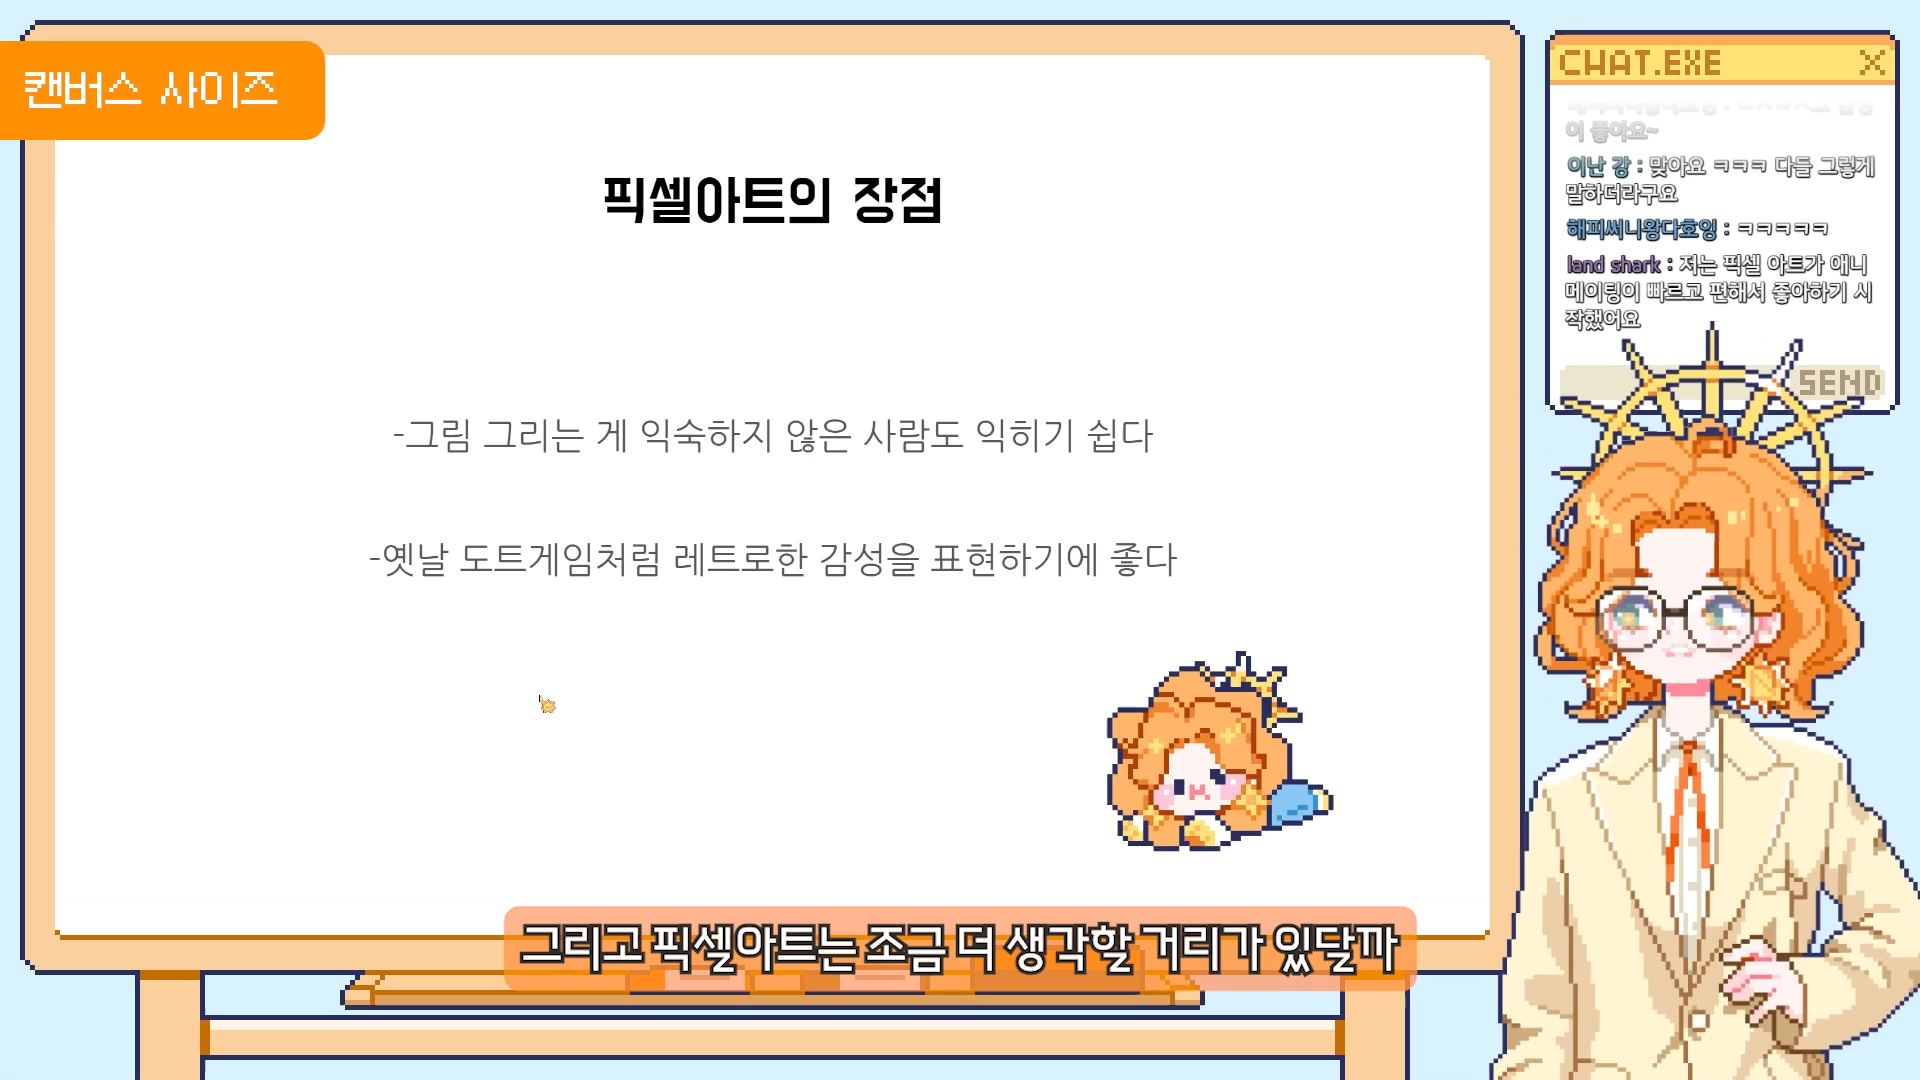 캔버스 사이즈
픽셀아트의 장점
-그림 그리는 게 익숙하지 않은 사람도 익히기 쉽다
-옛날 도트게임처럼 레트로한 감성을 표현하기에 좋다
그리고 픽셀아트는 조금 더 생각할 거리가 있달까
CHAT.EXE
이 좋아요~
이난 강 : 맞아요 ㅋㅋㅋ 다들 그렇게
말하더라구요
해피써니왕다호잉 : ㅋㅋㅋㅋㅋ
land shark : 저는 픽셀 아트가 애니
메이팅이 빠르고 편해서 좋아하기 시
작했어요
SEND